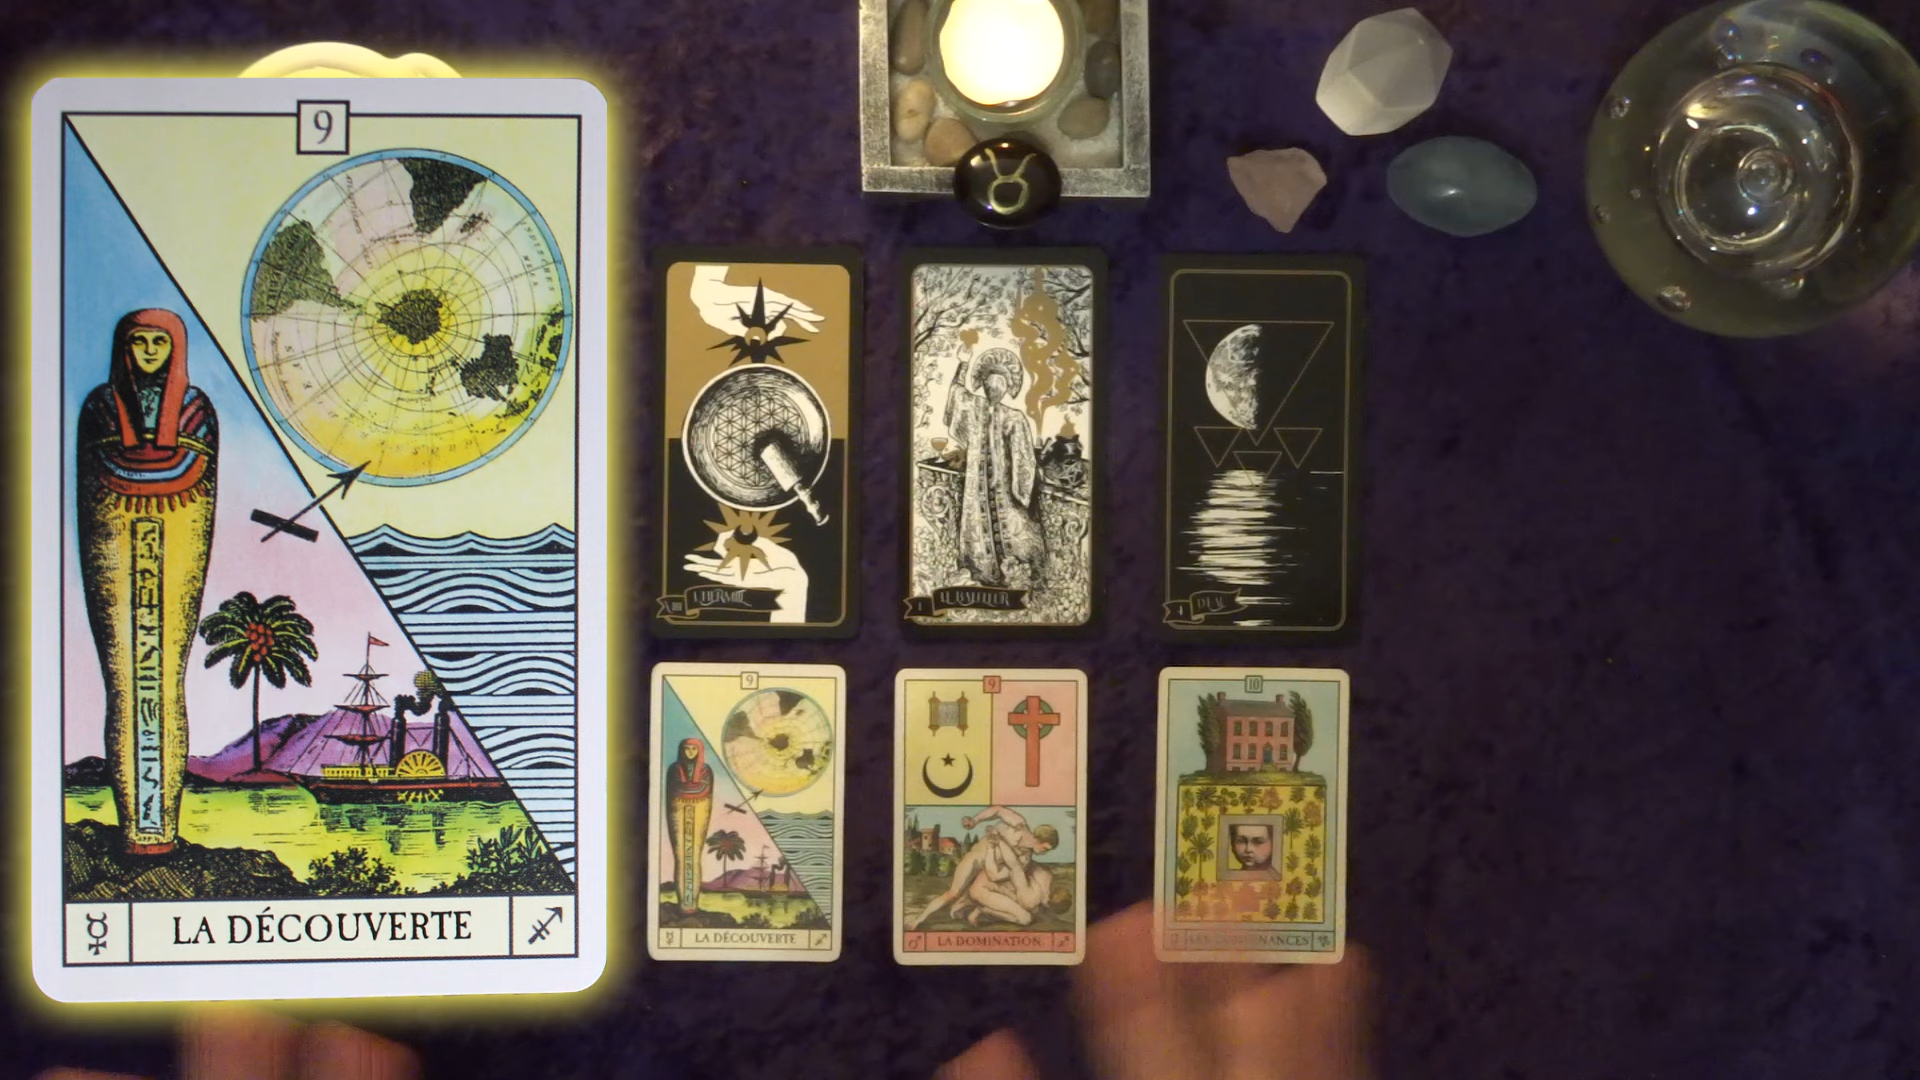 9
LA DÉCOUVERTE
L'HERMITE
I
LE BATELEUR
9
LA DÉCOUVERTE
9
LA DOMINATION
10